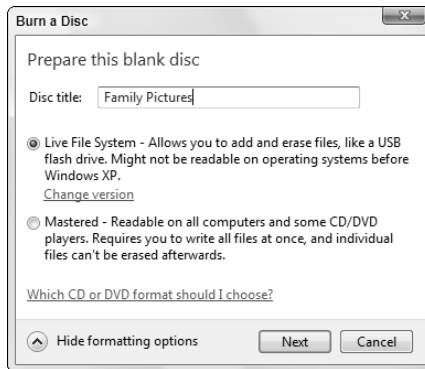 Burn a Disc
Prepare this blank disc
Disc title: Family Pictures
Live File System - Allows you to add and erase files, like a USB
flash drive. Might not be readable on operating systems before
Windows XP.
Change version
Mastered - Readable on all computers and some CD/DVD
players. Requires you to write all files at once, and individual
files can't be erased afterwards.
Which CD or DVD format should I choose?
Hide formatting options Next Cancel